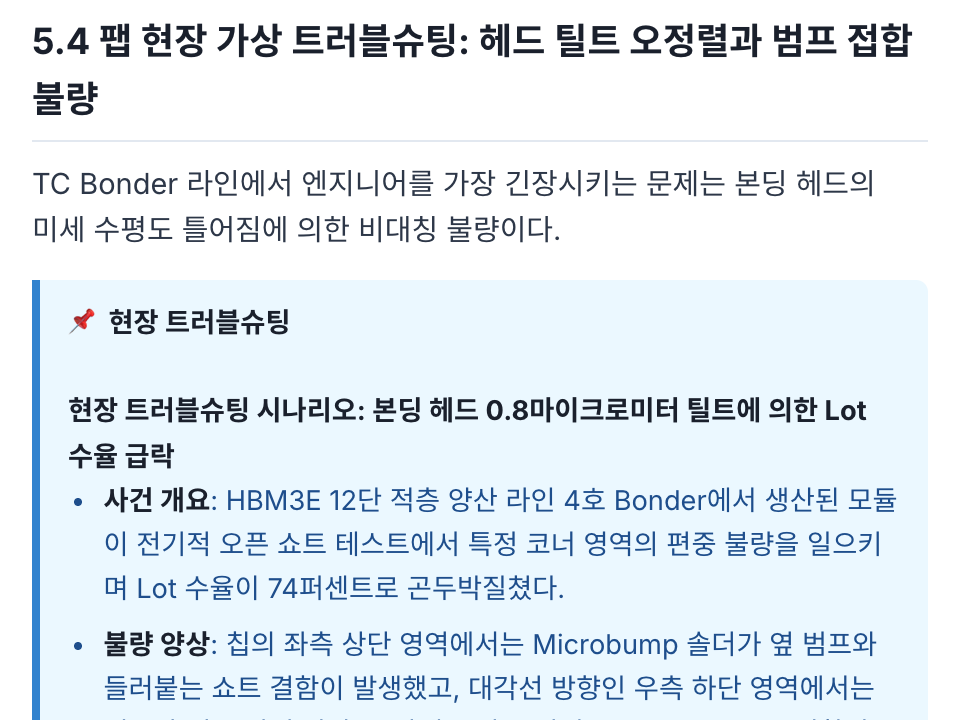 5.4 팹 현장 가상 트러블슈팅: 헤드 틸트 오정렬과 범프 접합
불량
TC Bonder 라인에서 엔지니어를 가장 긴장시키는 문제는 본딩 헤드의
미세 수평도 틀어짐에 의한 비대칭 불량이다.
📌 현장 트러블슈팅
현장 트러블슈팅 시나리오: 본딩 헤드 0.8마이크로미터 틸트에 의한 Lot
수율 급락
• 사건 개요: HBM3E 12단 적층 양산 라인 4호 Bonder에서 생산된 모듈
이 전기적 오픈 쇼트 테스트에서 특정 코너 영역의 편중 불량을 일으키
며 Lot 수율이 74퍼센트로 곤두박질쳤다.
• 불량 양상: 칩의 좌측 상단 영역에서는 Microbump 솔더가 옆 범프와
들러붙는 쇼트 결함이 발생했고, 대각선 방향인 우측 하단 영역에서는